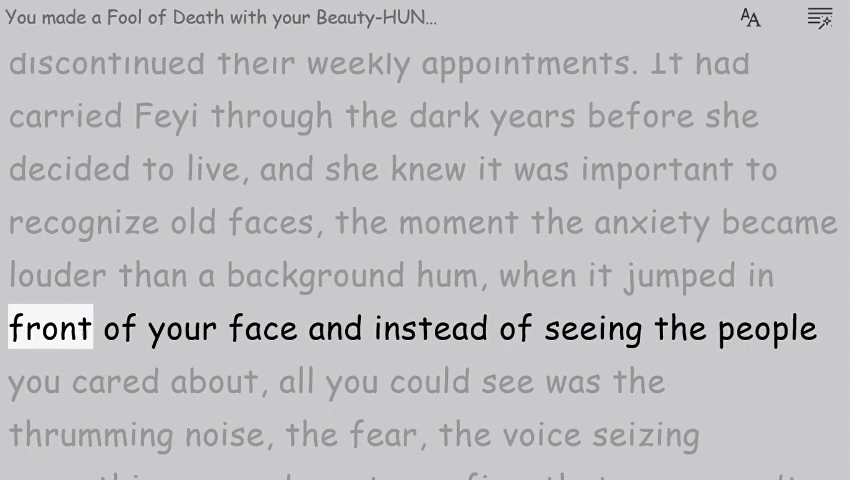 You made a Fool of Death with your Beauty-HUN...
discontinued their weekly appointments. It had
carried Feyi through the dark years before she
decided to live, and she knew it was important to
recognize old faces, the moment the anxiety became
louder than a background hum, when it jumped in
front of your face and instead of seeing the people
you cared about, all you could see was the
thrumming noise, the fear, the voice seizing